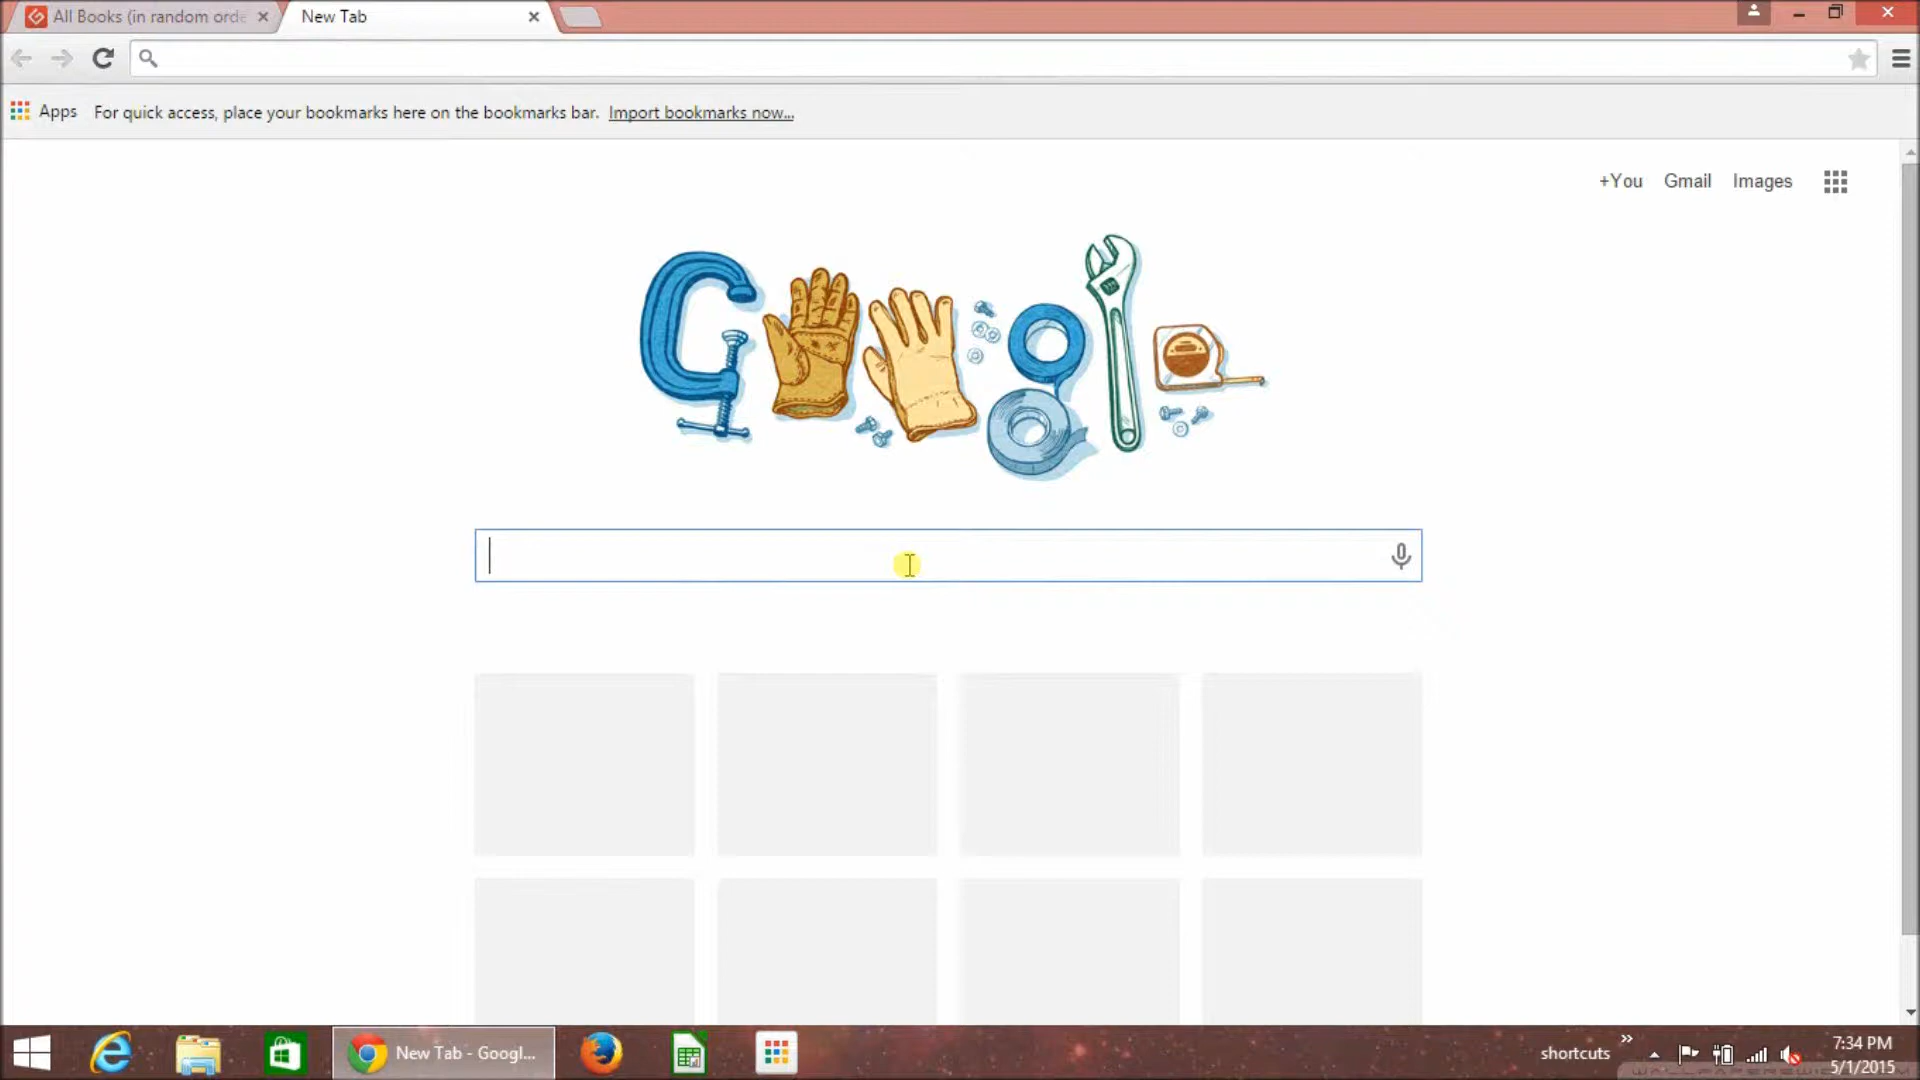 All Books (in random orde
New Tab
Apps
For quick access, place your bookmarks here on the bookmarks bar. Import bookmarks now...
+You
Gmail
Images
New Tab - Googl...
shortcuts
7:34 PM
5/1/2015